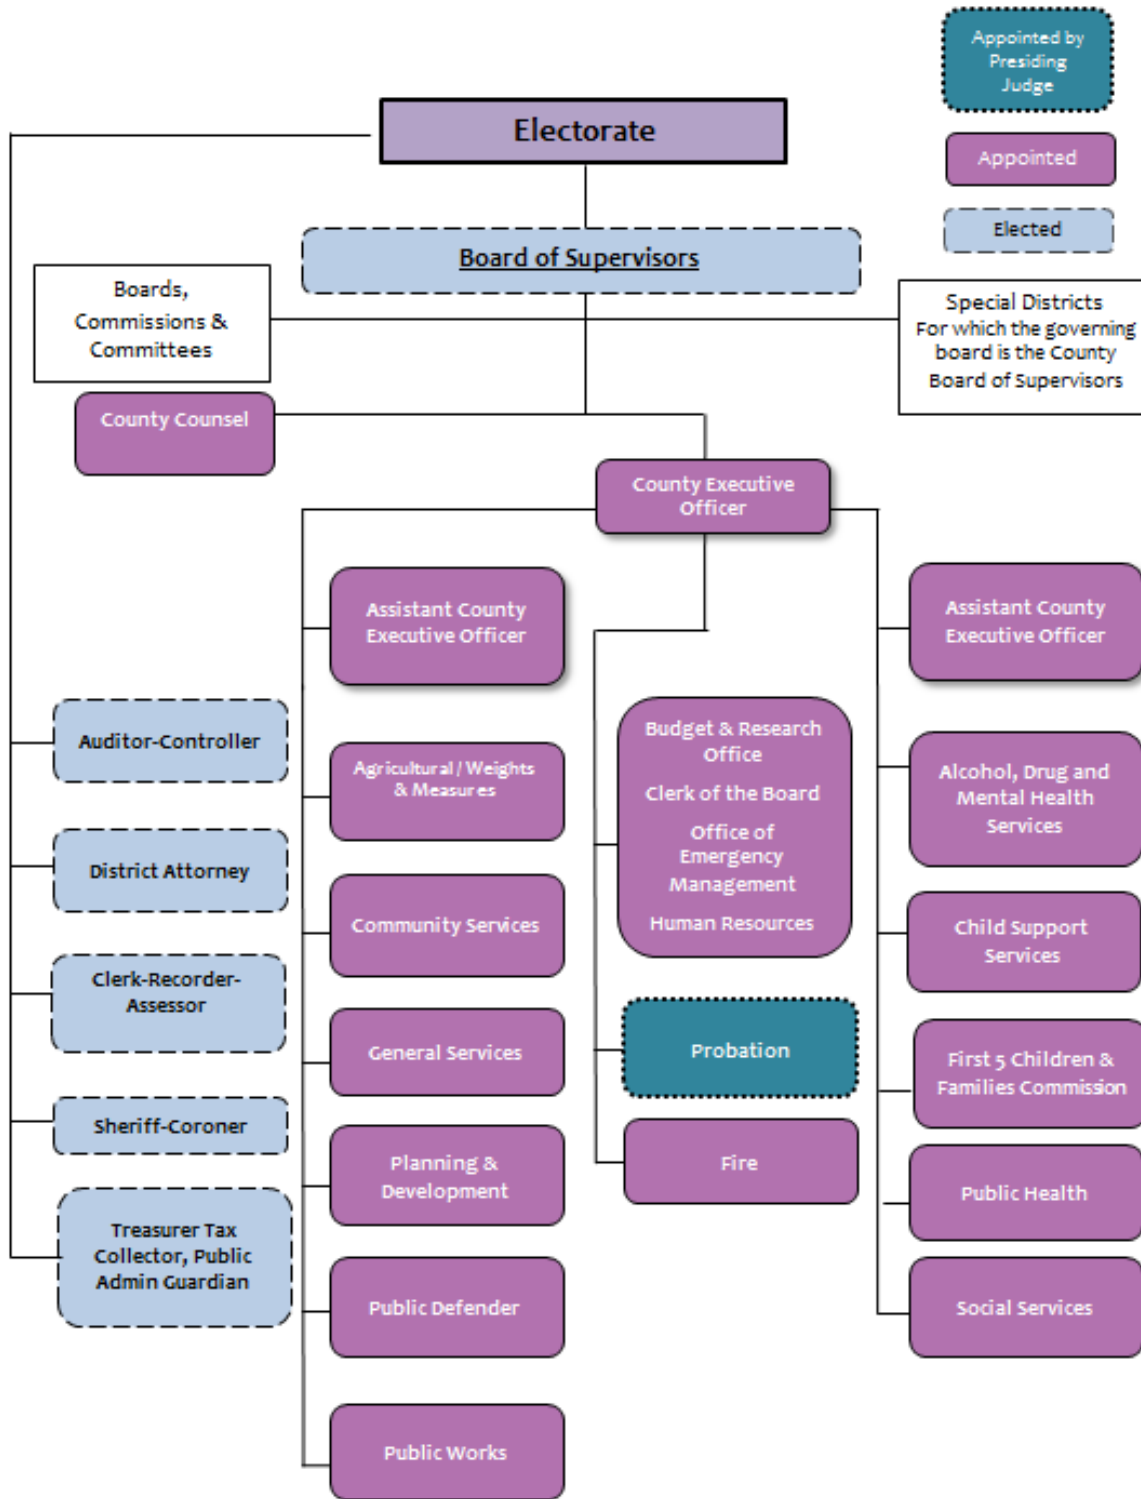 Appointed by
Presiding
Judge
Appointed
Elected
Electorate
Board of Supervisors
Boards,
Commissions &
Committees
Special Districts
For which the governing
board is the County
Board of Supervisors
County Counsel
County Executive
Officer
Auditor-Controller
District Attorney
Clerk-Recorder-
Assessor
Sheriff-Coroner
Treasurer Tax
Collector, Public
Admin Guardian
Assistant County
Executive Officer
Agricultural / Weights
& Measures
Community Services
General Services
Planning &
Development
Public Defender
Public Works
Budget & Research
Office
Clerk of the Board
Office of
Emergency
Management
Human Resources
Probation
Fire
Assistant County
Executive Officer
Alcohol, Drug and
Mental Health
Services
Child Support
Services
First 5 Children &
Families Commission
Public Health
Social Services